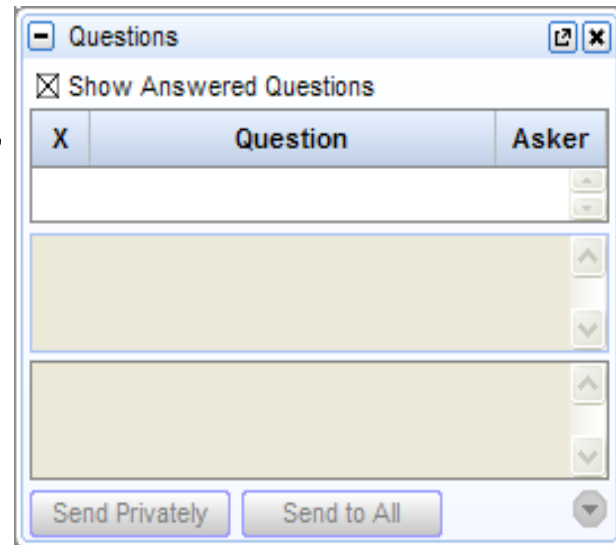 Questions
Show Answered Questions
X Question Asker
Send Privately Send to All